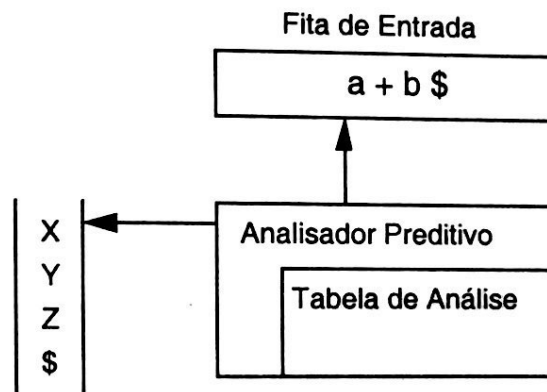 Fita de Entrada
a + b $
X
Y
Z
$
Analisador Preditivo
Tabela de Análise